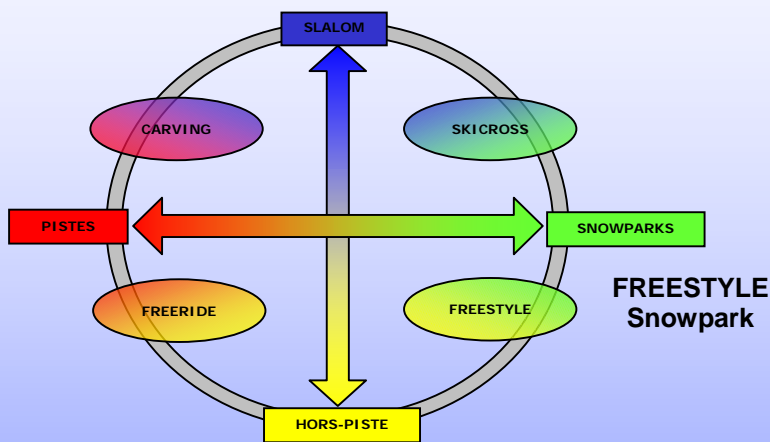 SLALOM
CARVING
SKICROSS
PISTES
SNOWPARKS
FREERIDE
FREESTYLE
FREESTYLE
Snowpark
HORS-PISTE